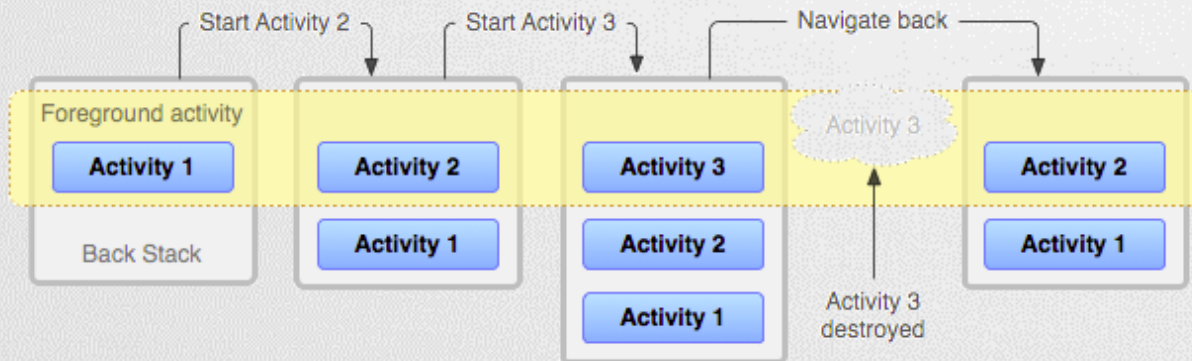 Start Activity 2
Start Activity 3
Navigate back
Foreground activity
Activity 1
Back Stack
Activity 2
Activity 1
Activity 3
Activity 2
Activity 1
Activity 3
Activity 3
destroyed
Activity 2
Activity 1